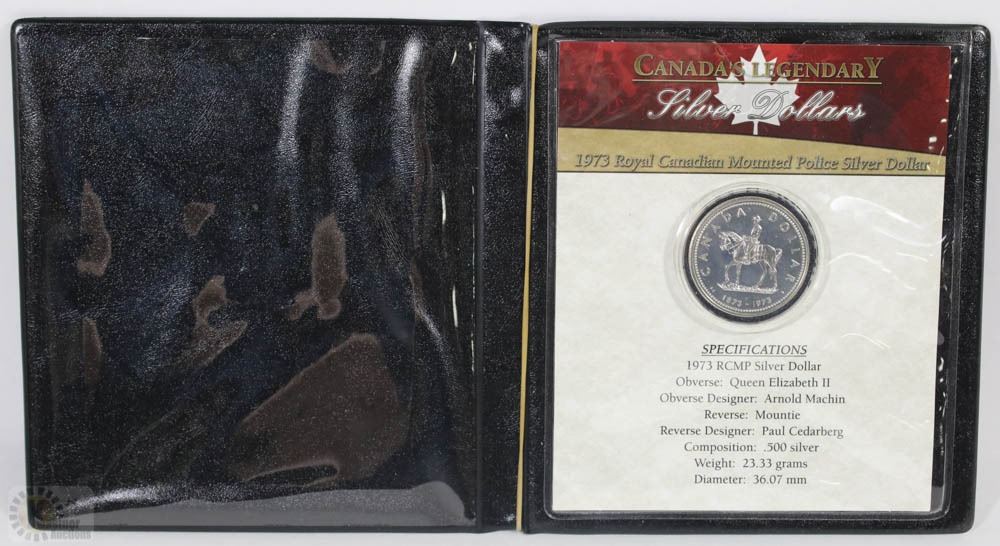 CANADA'S LEGENDARY
Silver Dollars
1973 Royal Canadian Mounted Police Silver Dollar
CANADA DOLLAR
1873 - 1973
SPECIFICATIONS
1973 RCMP Silver Dollar
Obverse: Queen Elizabeth II
Obverse Designer: Arnold Machin
Reverse: Mountie
Reverse Designer: Paul Cedarberg
Composition: .500 silver
Weight: 23.33 grams
Diameter: 36.07 mm
Auctions